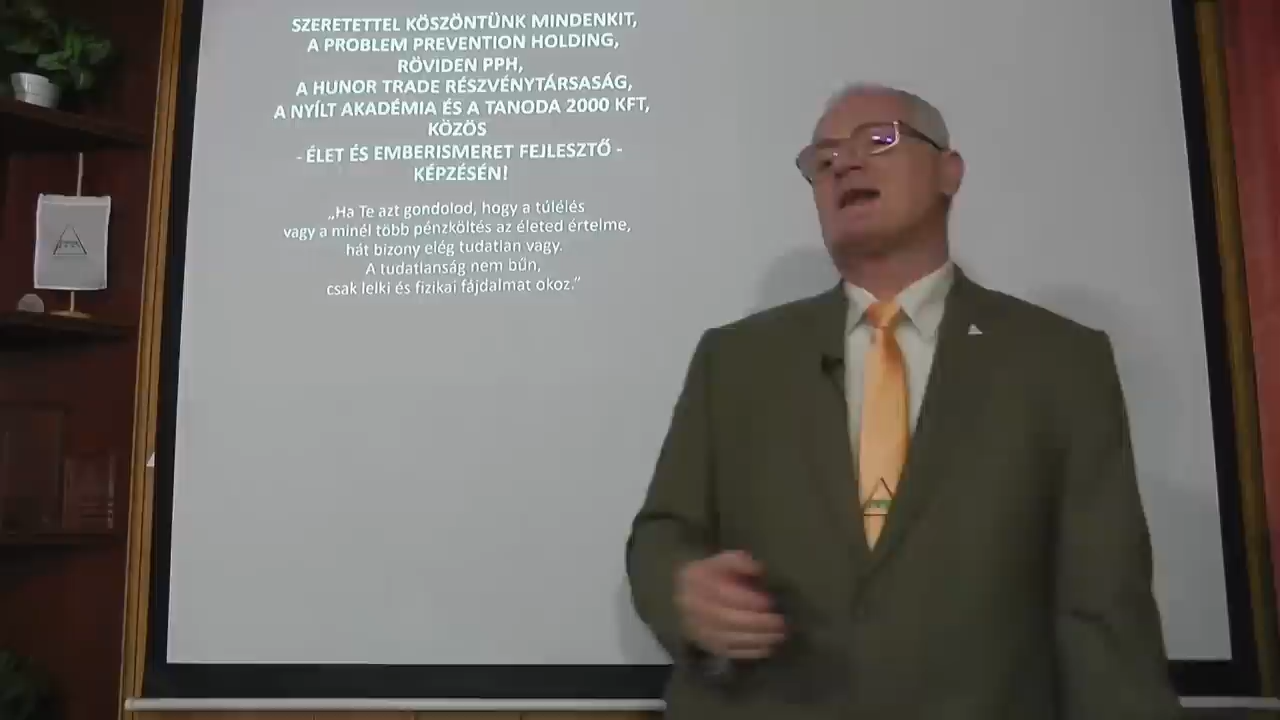 SZERETETTEL KÖSZÖNTÜNK MINDENKIT,
A PROBLEM PREVENTION HOLDING,
RÖVIDEN PPH,
A HUNOR TRADE RÉSZVÉNYTÁRSASÁG,
A NYÍLT AKADÉMIA ÉS A TANODA 2000 KFT,
KÖZÖS
- ÉLET ÉS EMBERISMERET FEJLESZTŐ -
KÉPZÉSÉN!
„Ha Te azt gondolod, hogy a túlélés
vagy a minél több pénzköltés az életed értelme,
hát bizony elég tudatlan vagy.
A tudatlanság nem bűn,
csak lelki és fizikai fájdalmat okoz.”